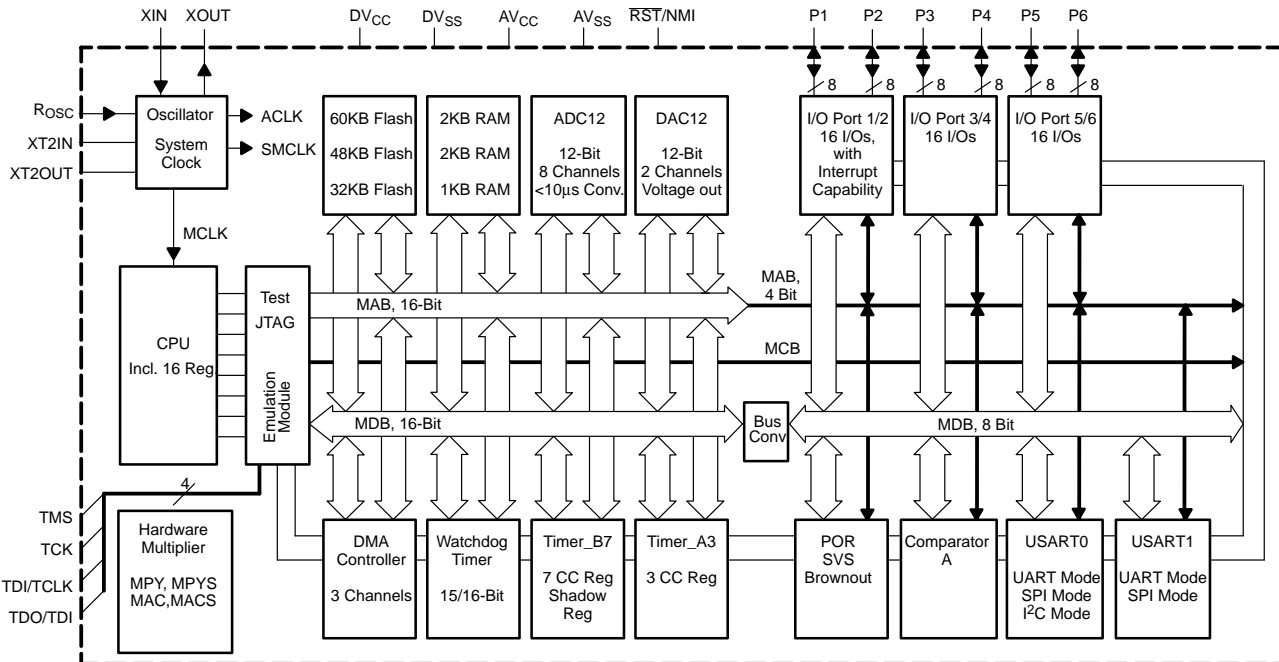 XIN XOUT DVCC DVSS AVCC AVSS RST/NMI P1 P2 P3 P4 P5 P6
8 8 8 8 8 8
ROSC
XT2IN
XT2OUT
Oscillator
System
Clock
ACLK
SMCLK
MCLK
60KB Flash
48KB Flash
32KB Flash
2KB RAM
2KB RAM
1KB RAM
ADC12
12-Bit
8 Channels
<10μs Conv.
DAC12
12-Bit
2 Channels
Voltage out
I/O Port 1/2
16 I/Os,
with
Interrupt
Capability
I/O Port 3/4
16 I/Os
I/O Port 5/6
16 I/Os
CPU
Incl. 16 Reg.
Test
JTAG
Emulation
Module
MAB, 16-Bit
MAB,
4 Bit
MCB
MDB, 16-Bit
Bus
Conv
MDB, 8 Bit
4
TMS
TCK
TDI/TCLK
TDO/TDI
Hardware
Multiplier
MPY, MPYS
MAC,MACS
DMA
Controller
3 Channels
Watchdog
Timer
15/16-Bit
Timer_B7
7 CC Reg
Shadow
Reg
Timer_A3
3 CC Reg
POR
SVS
Brownout
Comparator
A
USART0
UART Mode
SPI Mode
I²C Mode
USART1
UART Mode
SPI Mode